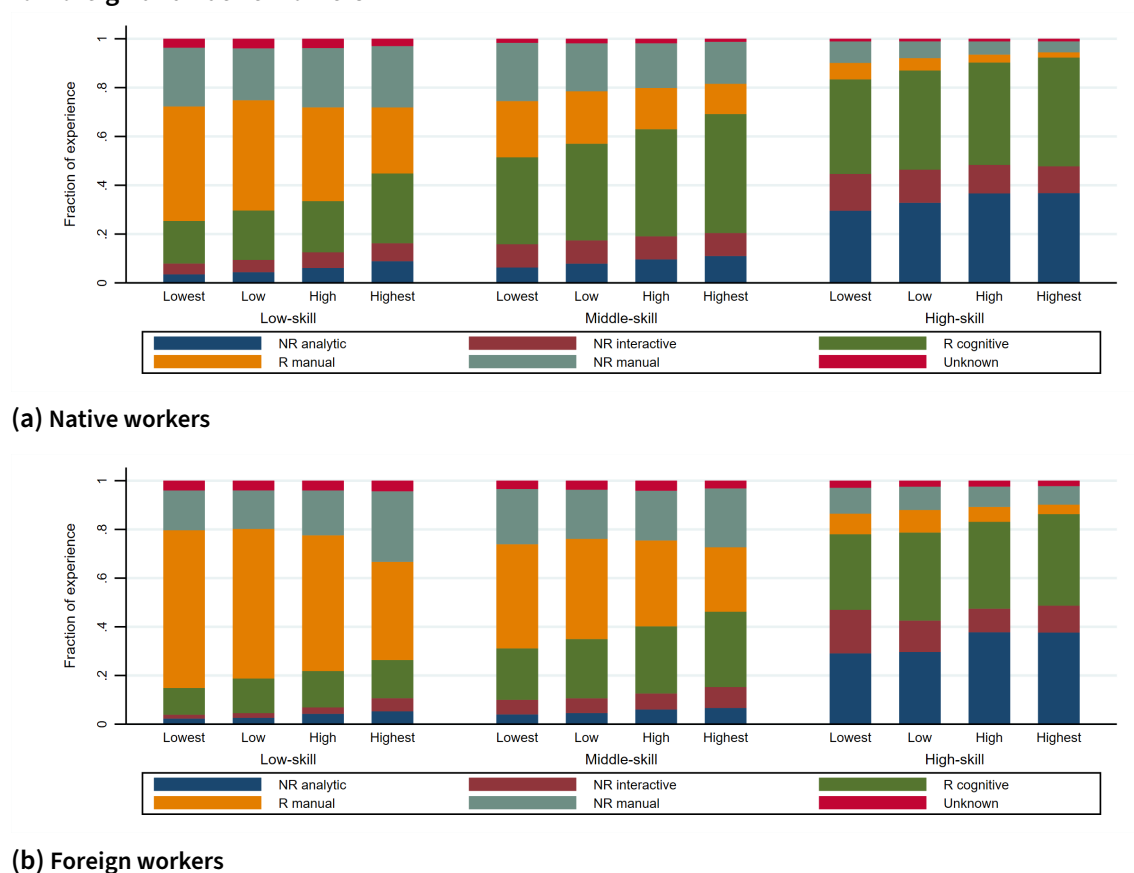 Fraction of experience
1
.8
.6
.4
.2
0
Lowest Low High Highest Lowest Low High Highest Lowest Low High Highest
Low-skill Middle-skill High-skill
NR analytic NR interactive R cognitive
R manual NR manual Unknown
(a) Native workers
Fraction of experience
1
.8
.6
.4
.2
0
Lowest Low High Highest Lowest Low High Highest Lowest Low High Highest
Low-skill Middle-skill High-skill
NR analytic NR interactive R cognitive
R manual NR manual Unknown
(b) Foreign workers